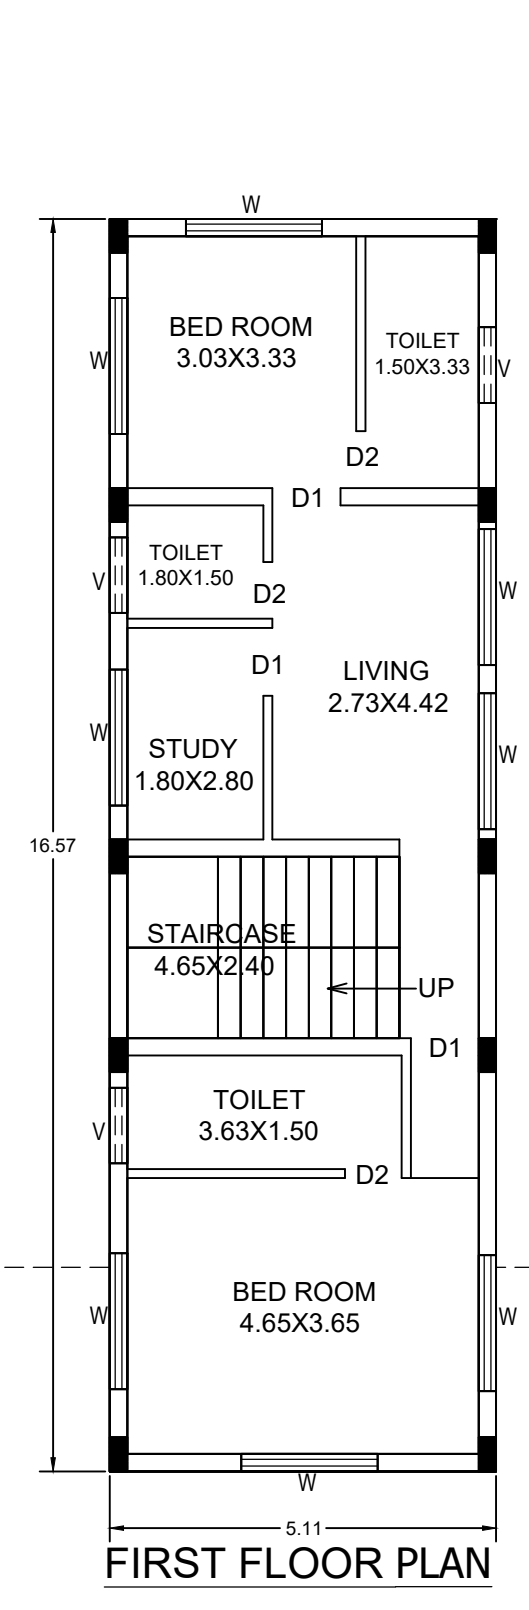 W
BED ROOM
3.03X3.33
TOILET
1.50X3.33
W
V
D2
D1
TOILET
1.80X1.50
V
D2
W
D1
LIVING
2.73X4.42
W
STUDY
1.80X2.80
W
16.57
STAIRCASE
4.65X2.40
UP
D1
TOILET
3.63X1.50
V
D2
BED ROOM
4.65X3.65
W
W
W
5.11
FIRST FLOOR PLAN